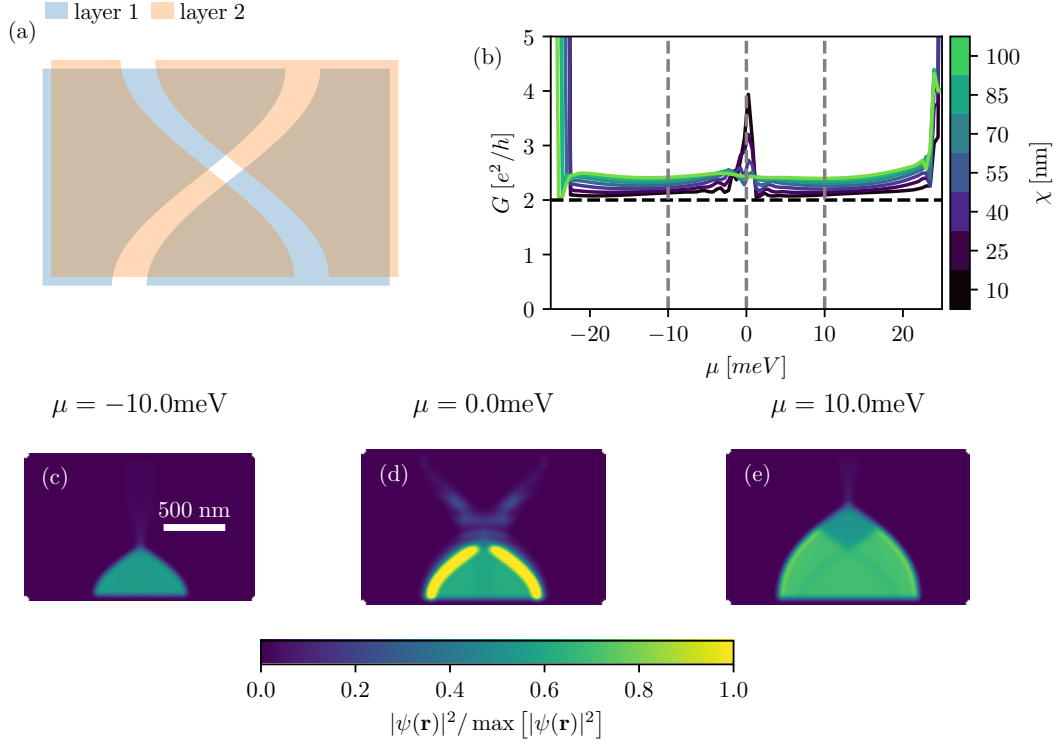 layer 1 layer 2
(a)
(b)
5
4
3
2
1
0
G [e²/h]
−20 −10 0 10 20
μ [meV]
100
85
70
55
40
25
10
χ [nm]
μ = −10.0meV μ = 0.0meV μ = 10.0meV
(c) (d) (e)
500 nm
0.0 0.2 0.4 0.6 0.8 1.0
|ψ(r)|²/ max [|ψ(r)|²]